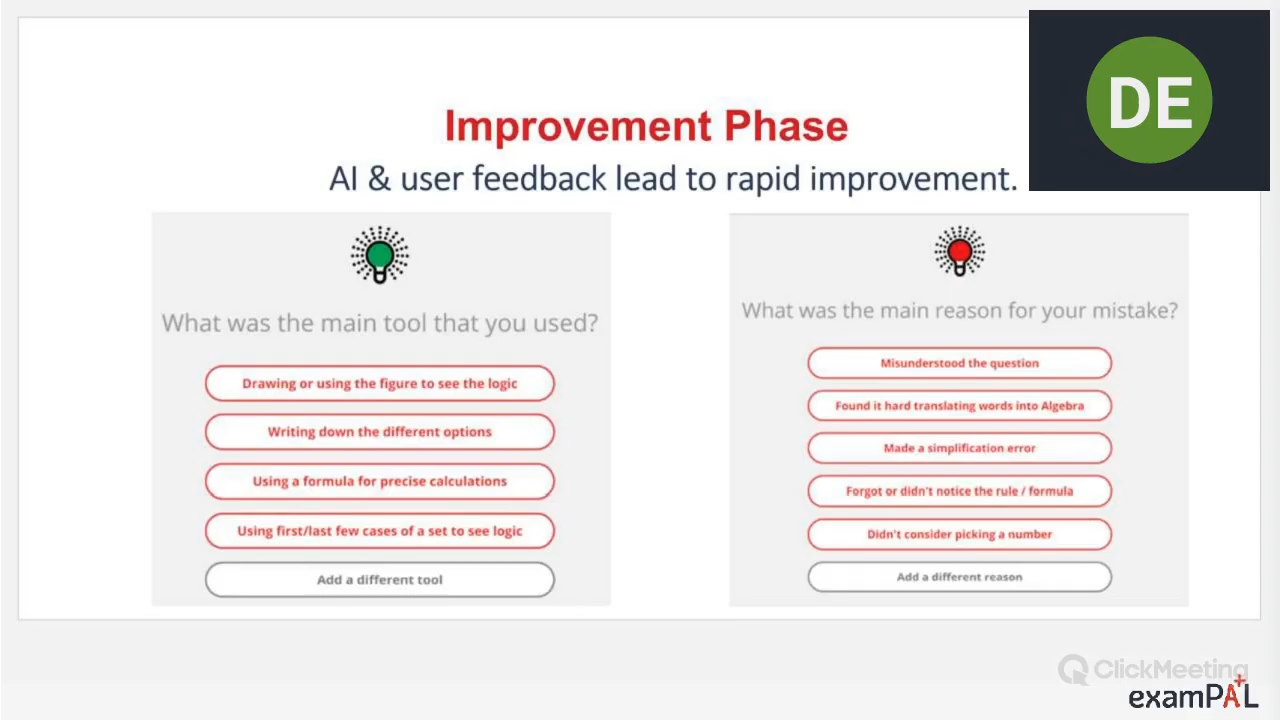 DE
Improvement Phase
AI & user feedback lead to rapid improvement.
What was the main tool that you used?
Drawing or using the figure to see the logic
Writing down the different options
Using a formula for precise calculations
Using first/last few cases of a set to see logic
Add a different tool
What was the main reason for your mistake?
Misunderstood the question
Found it hard translating words into Algebra
Made a simplification error
Forgot or didn't notice the rule / formula
Didn't consider picking a number
Add a different reason
ClickMeeting
examPAL